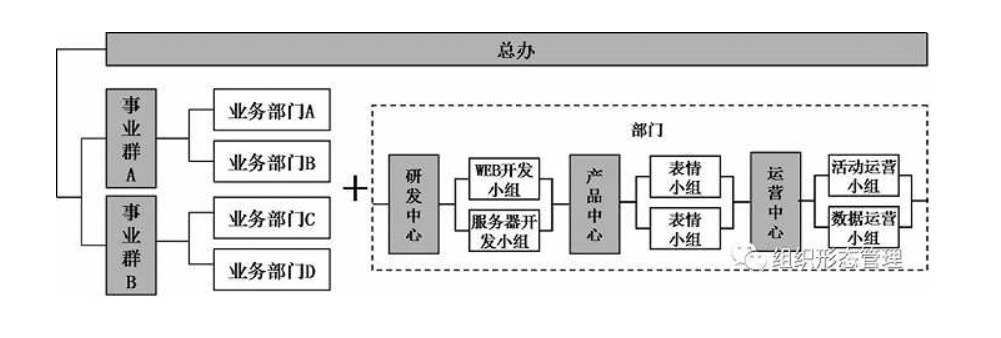 总办
事业群A
业务部门A
业务部门B
事业群B
业务部门C
业务部门D
+
部门
研发中心
WEB开发
小组
服务器开
发小组
产品中心
表情
小组
表情
小组
运营中心
活动运营
小组
数据运营
小组
组织形态管理